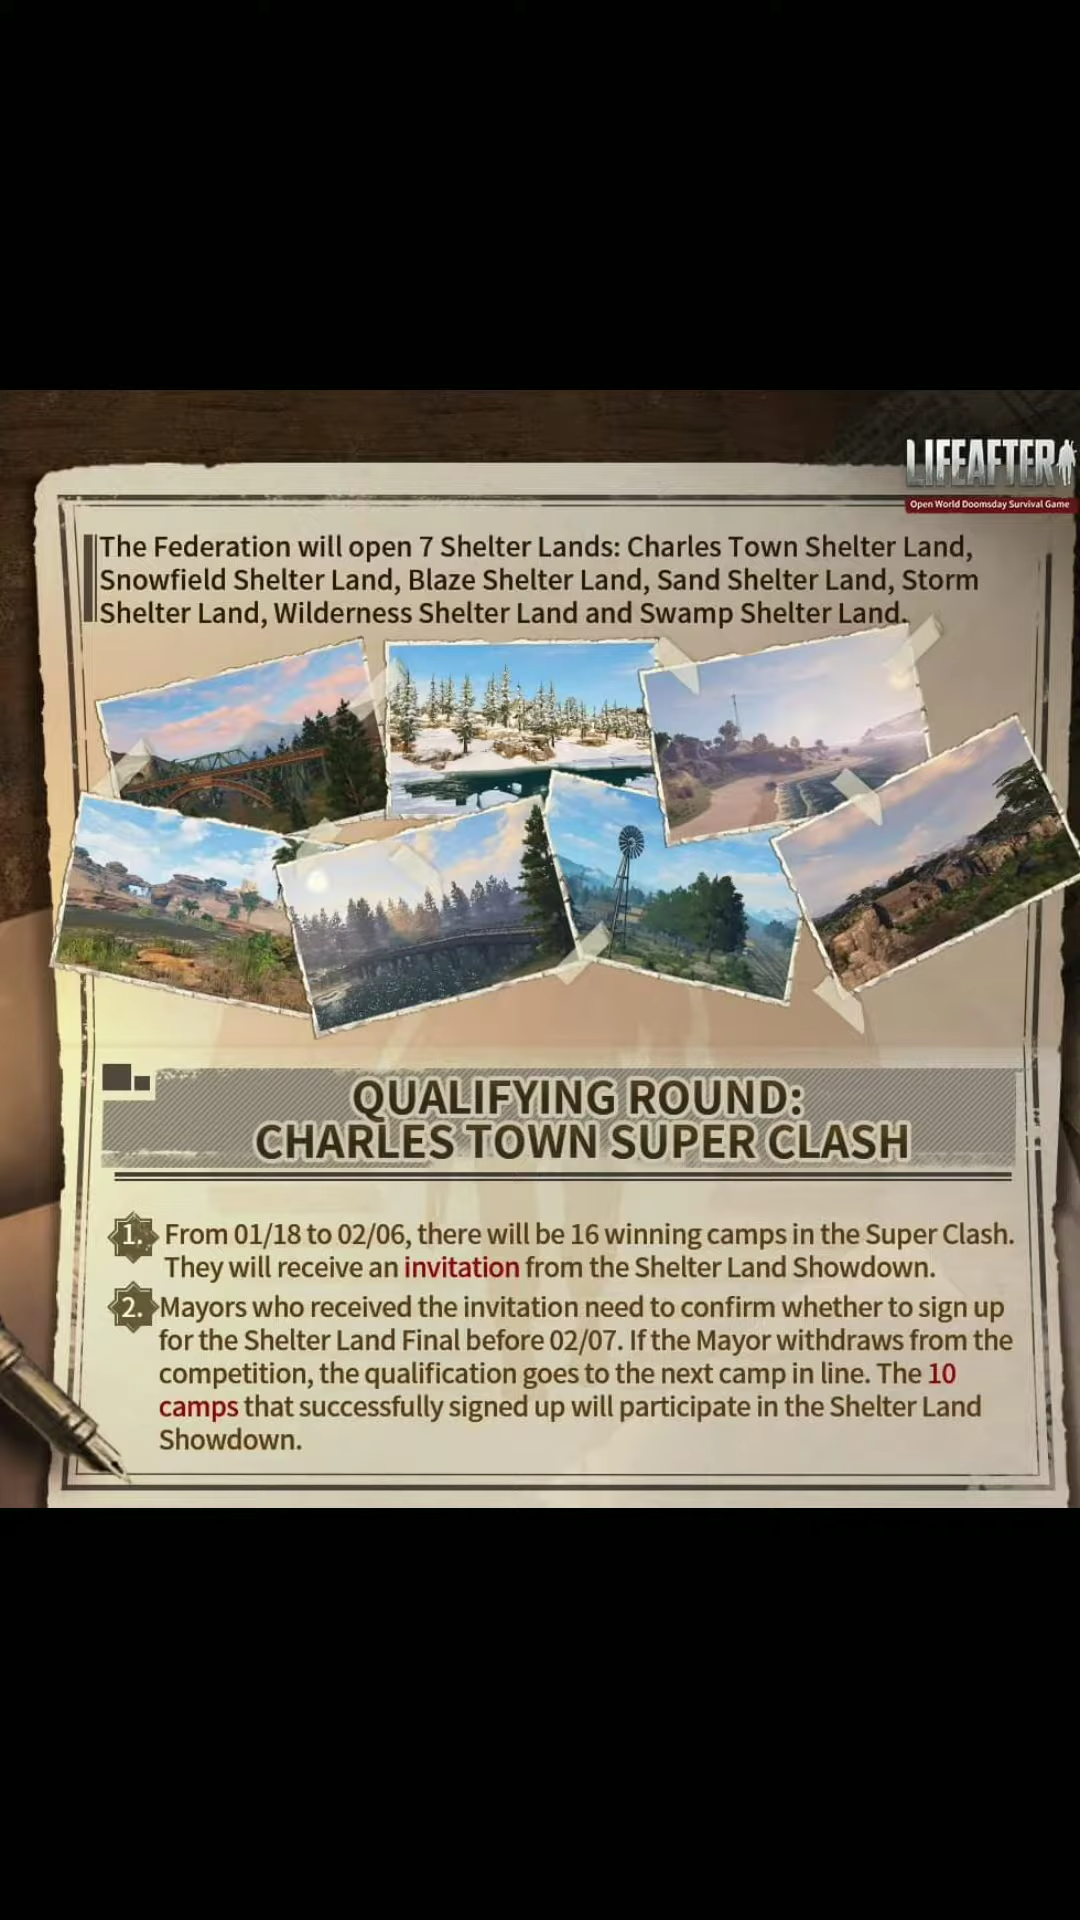 LIFEAFTER
Open World Doomsday Survival Game
The Federation will open 7 Shelter Lands: Charles Town Shelter Land,
Snowfield Shelter Land, Blaze Shelter Land, Sand Shelter Land, Storm
Shelter Land, Wilderness Shelter Land and Swamp Shelter Land.
QUALIFYING ROUND:
CHARLES TOWN SUPER CLASH
1. From 01/18 to 02/06, there will be 16 winning camps in the Super Clash.
They will receive an invitation from the Shelter Land Showdown.
2. Mayors who received the invitation need to confirm whether to sign up
for the Shelter Land Final before 02/07. If the Mayor withdraws from the
competition, the qualification goes to the next camp in line. The 10
camps that successfully signed up will participate in the Shelter Land
Showdown.